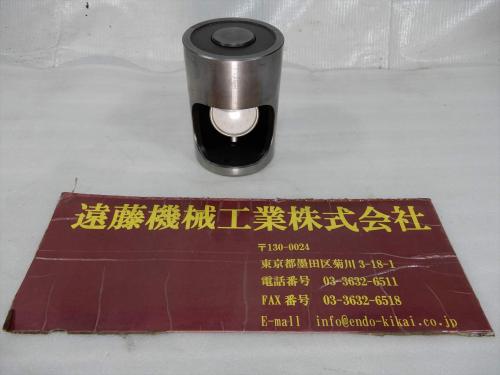 遠藤機械工業株式会社
〒130-0024
東京都墨田区菊川 3-18-1
電話番号 03-3632-6511
FAX 番号 03-3632-6518
E-mail info@endo-kikai.co.jp